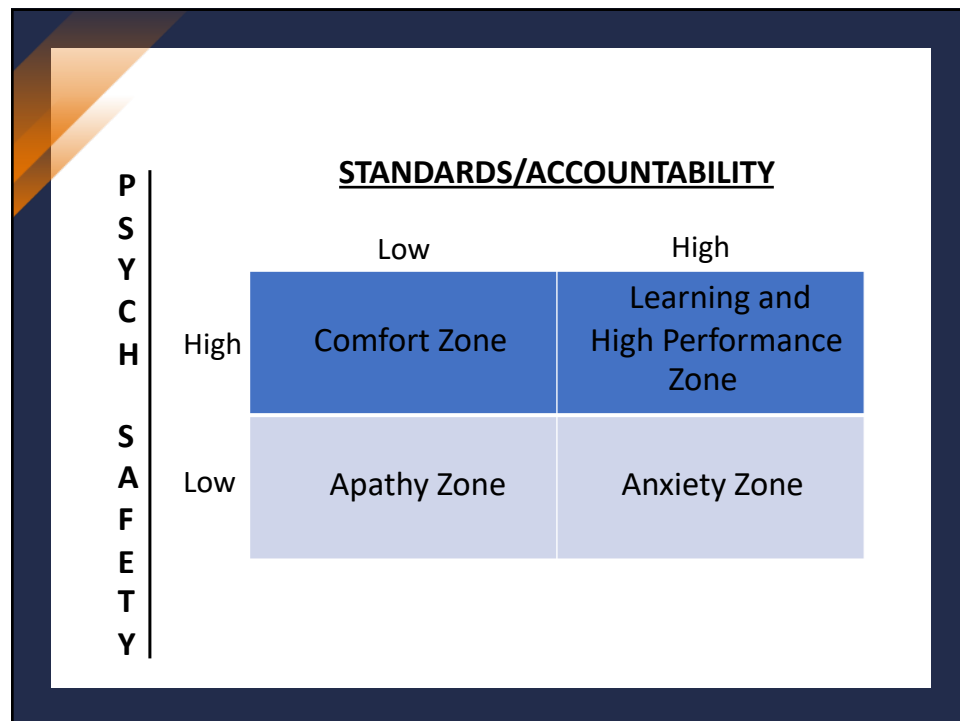 STANDARDS/ACCOUNTABILITY
P
S
Y
C
H
S
A
F
E
T
Y
Low
High
High
Comfort Zone
Learning and
High Performance
Zone
Low
Apathy Zone
Anxiety Zone